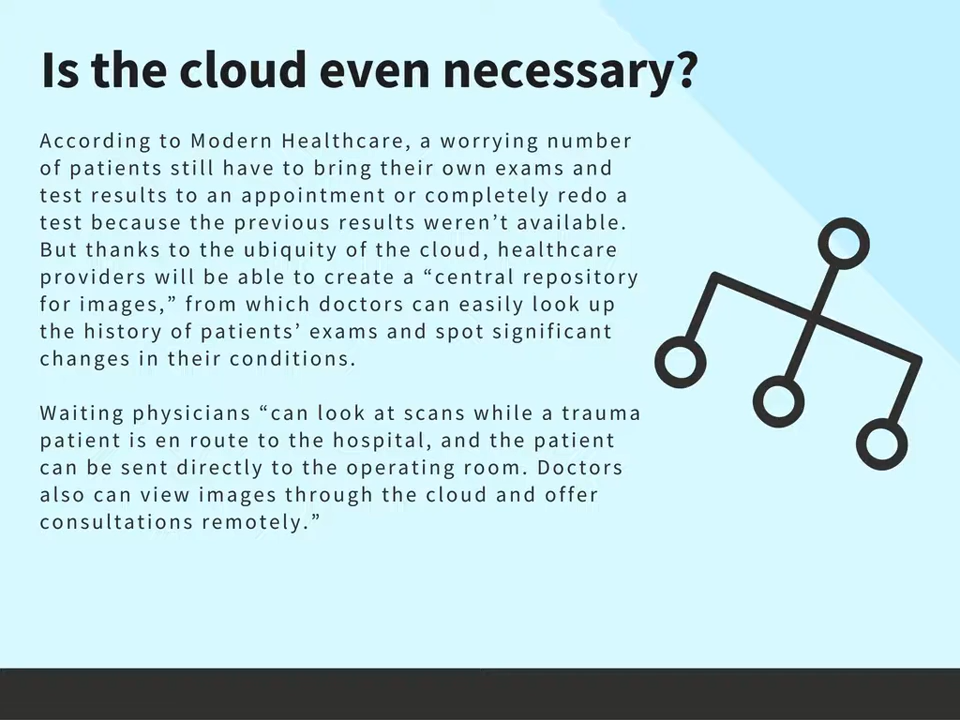 Is the cloud even necessary?
According to Modern Healthcare, a worrying number
of patients still have to bring their own exams and
test results to an appointment or completely redo a
test because the previous results weren’t available.
But thanks to the ubiquity of the cloud, healthcare
providers will be able to create a “central repository
for images,” from which doctors can easily look up
the history of patients’ exams and spot significant
changes in their conditions.
Waiting physicians “can look at scans while a trauma
patient is en route to the hospital, and the patient
can be sent directly to the operating room. Doctors
also can view images through the cloud and offer
consultations remotely.”